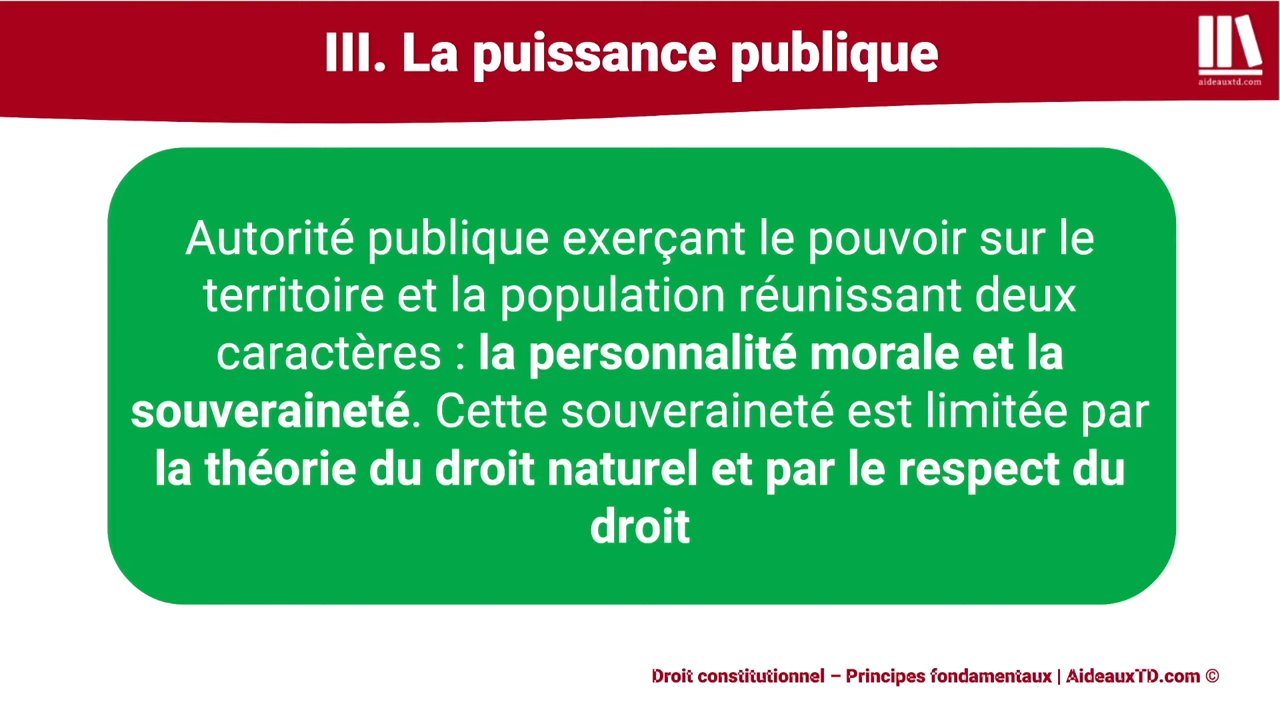 III. La puissance publique
aideauxtd.com
Autorité publique exerçant le pouvoir sur le
territoire et la population réunissant deux
caractères : la personnalité morale et la
souveraineté. Cette souveraineté est limitée par
la théorie du droit naturel et par le respect du
droit
Droit constitutionnel – Principes fondamentaux | AideauxTD.com ©